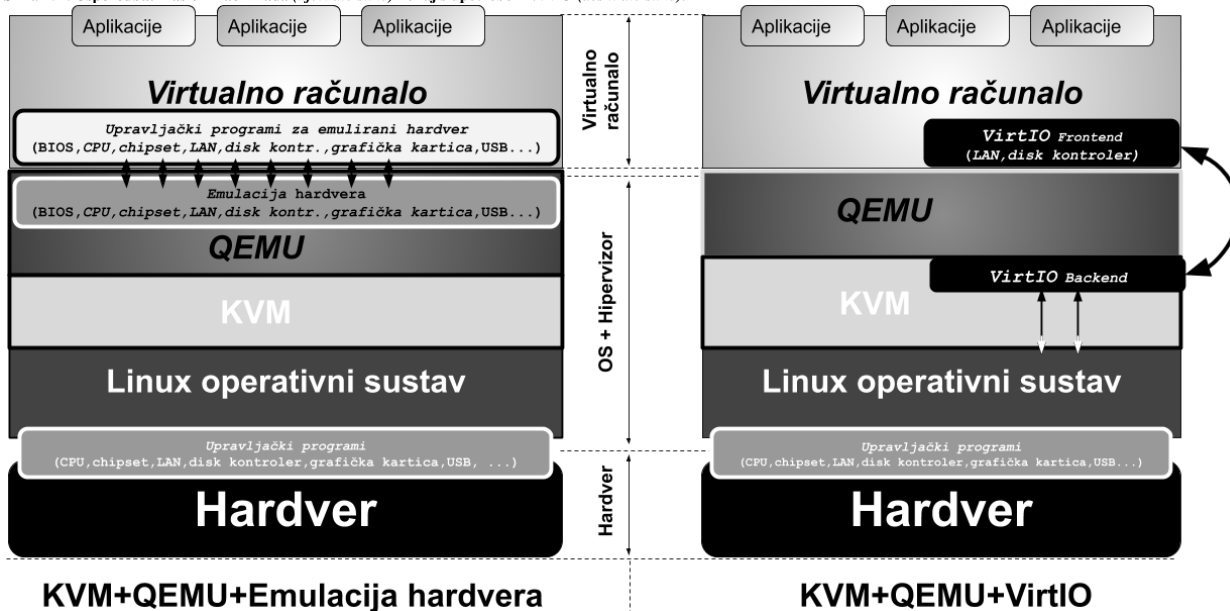 Aplikacije
Aplikacije
Aplikacije
Virtualno računalo
Upravljački programi za emulirani hardver
(BIOS,CPU,chipset,LAN,disk kontr.,grafička kartica,USB...)
Emulacija hardvera
(BIOS,CPU,chipset,LAN,disk kontr.,grafička kartica,USB...)
QEMU
KVM
Linux operativni sustav
Upravljački programi
(CPU,chipset,LAN,disk kontroler,grafička kartica,USB, ...)
Hardver
KVM+QEMU+Emulacija hardvera
Virtualno
računalo
OS + Hipervizor
Hardver
Aplikacije
Aplikacije
Aplikacije
Virtualno računalo
VirtIO Frontend
(LAN,disk kontroler)
QEMU
VirtIO Backend
KVM
Linux operativni sustav
Upravljački programi
(CPU,chipset,LAN,disk kontroler,grafička kartica,USB...)
Hardver
KVM+QEMU+VirtIO